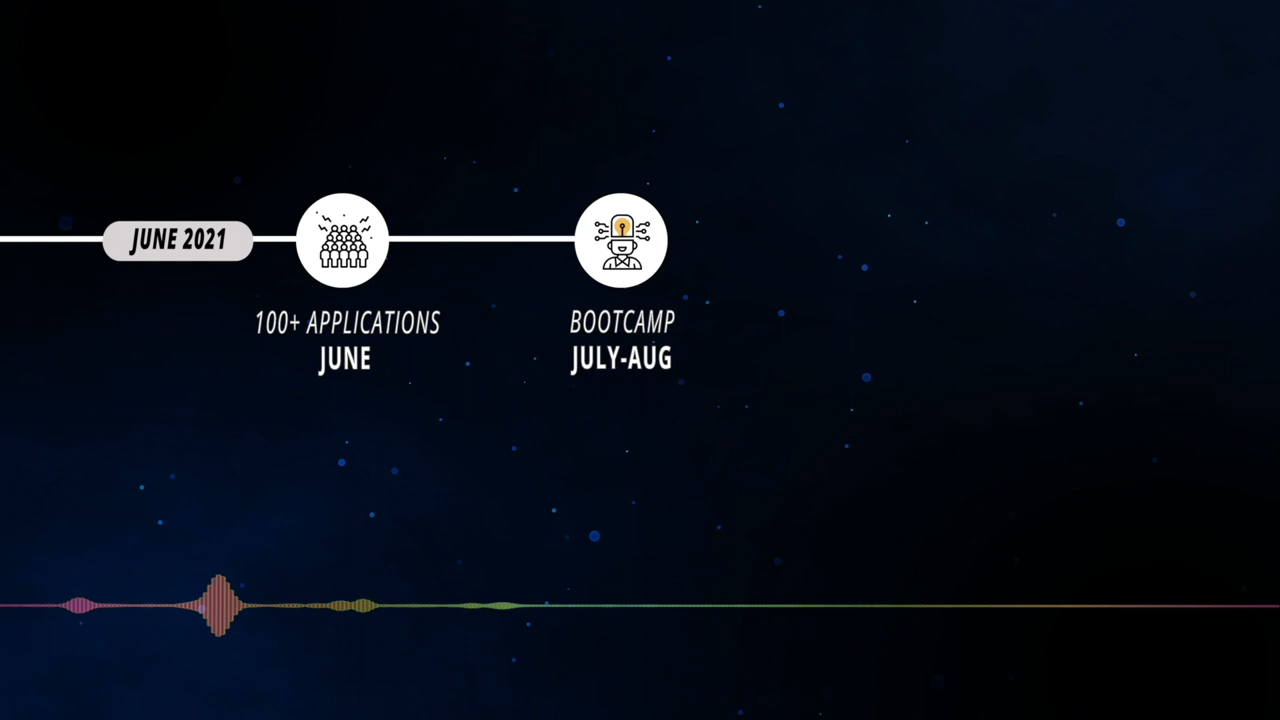 JUNE 2021
100+ APPLICATIONS
JUNE
BOOTCAMP
JULY-AUG